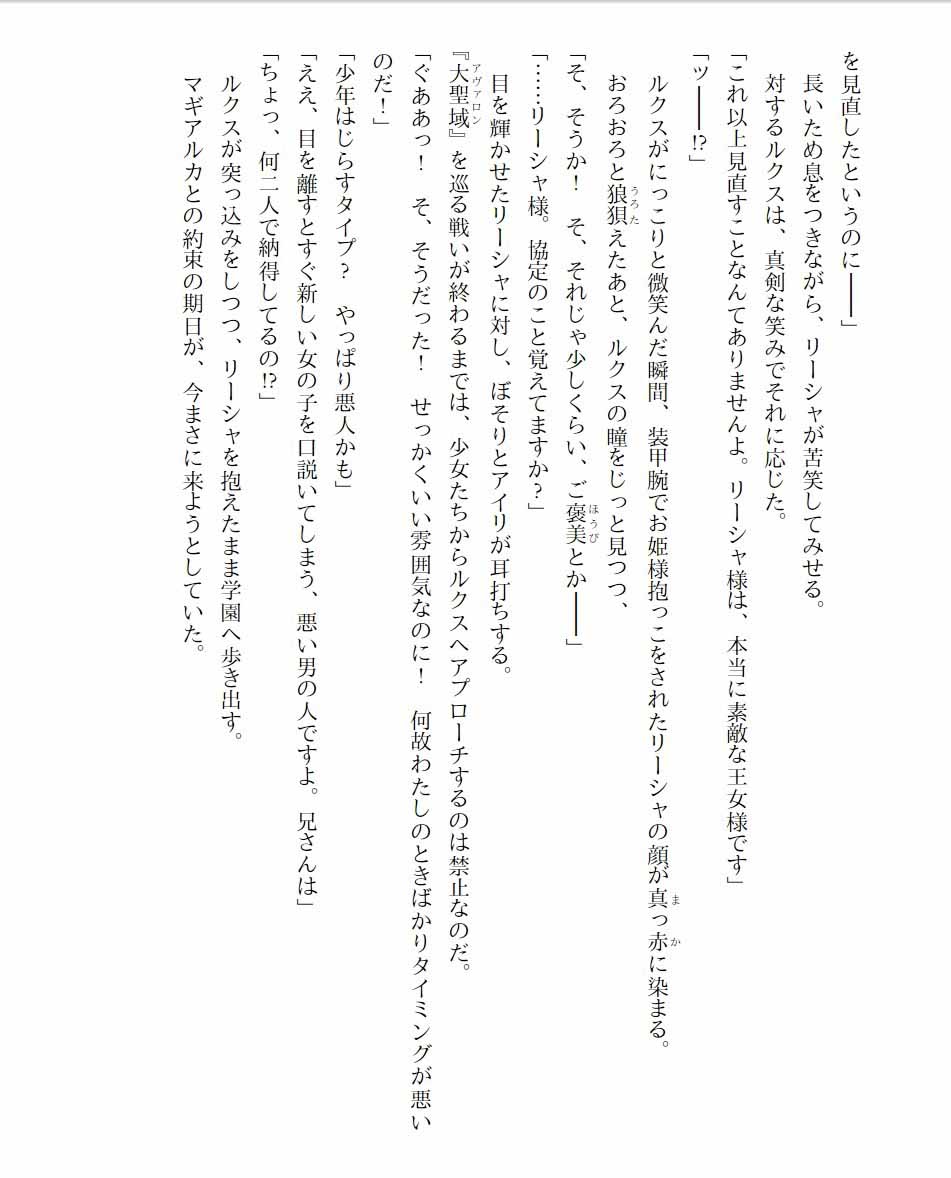 を見直したというのに――」
長いため息をつきながら、リーシャが苦笑してみせる。
対するルクスは、真剣な笑みでそれに応じた。
「これ以上見直すことなんてありませんよ。リーシャ様は、本当に素敵な王女様です」
「ッ――!?」
ルクスがにっこりと微笑んだ瞬間、装甲腕でお姫様抱っこをされたリーシャの顔が真っ赤に染まる。
おろおろと狼狽えたあと、ルクスの瞳をじっと見つつ、
「そ、そうか！　そ、それじゃ少しくらい、ご褒美とか――」
「……リーシャ様。協定のこと覚えてますか？」
目を輝かせたリーシャに対し、ぼそりとアイリが耳打ちする。
『大聖域』を巡る戦いが終わるまでは、少女たちからルクスへアプローチするのは禁止なのだ。
「ぐああっ！　そ、そうだった！　せっかくいい雰囲気なのに！　何故わたしのときばかりタイミングが悪い
のだ！」
「少年はじらすタイプ？　やっぱり悪人かも」
「ええ、目を離すとすぐ新しい女の子を口説いてしまう、悪い男の人ですよ。兄さんは」
「ちょっ、何二人で納得してるの!?」
ルクスが突っ込みをしつつ、リーシャを抱えたまま学園へ歩き出す。
マギアルカとの約束の期日が、今まさに来ようとしていた。